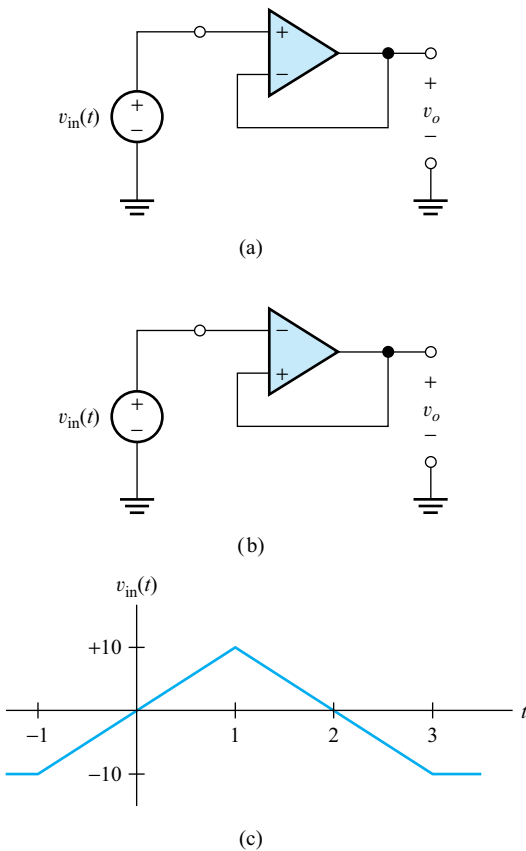 +
−
+
−
v_in(t)
+
v_o
−
(a)
−
+
+
−
v_in(t)
+
v_o
−
(b)
v_in(t)
+10
t
−1
1
2
3
−10
(c)